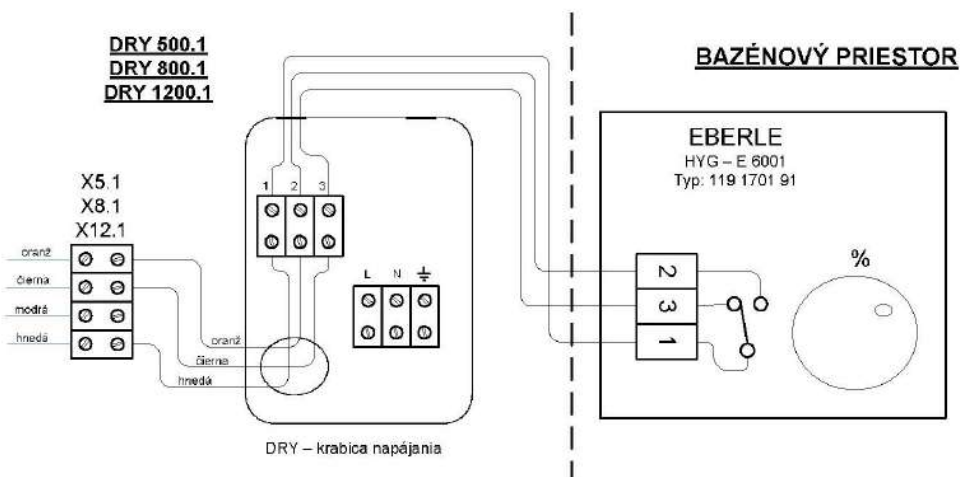 DRY 500.1
DRY 800.1
DRY 1200.1
BAZÉNOVÝ PRIESTOR
EBERLE
HYG – E 6001
Typ: 119 1701 91
X5.1
X8.1
X12.1
1 2 3
oranž
čierna
modrá
hnedá
L N
%
2
3
1
oranž
čierna
hnedá
DRY – krabica napájania